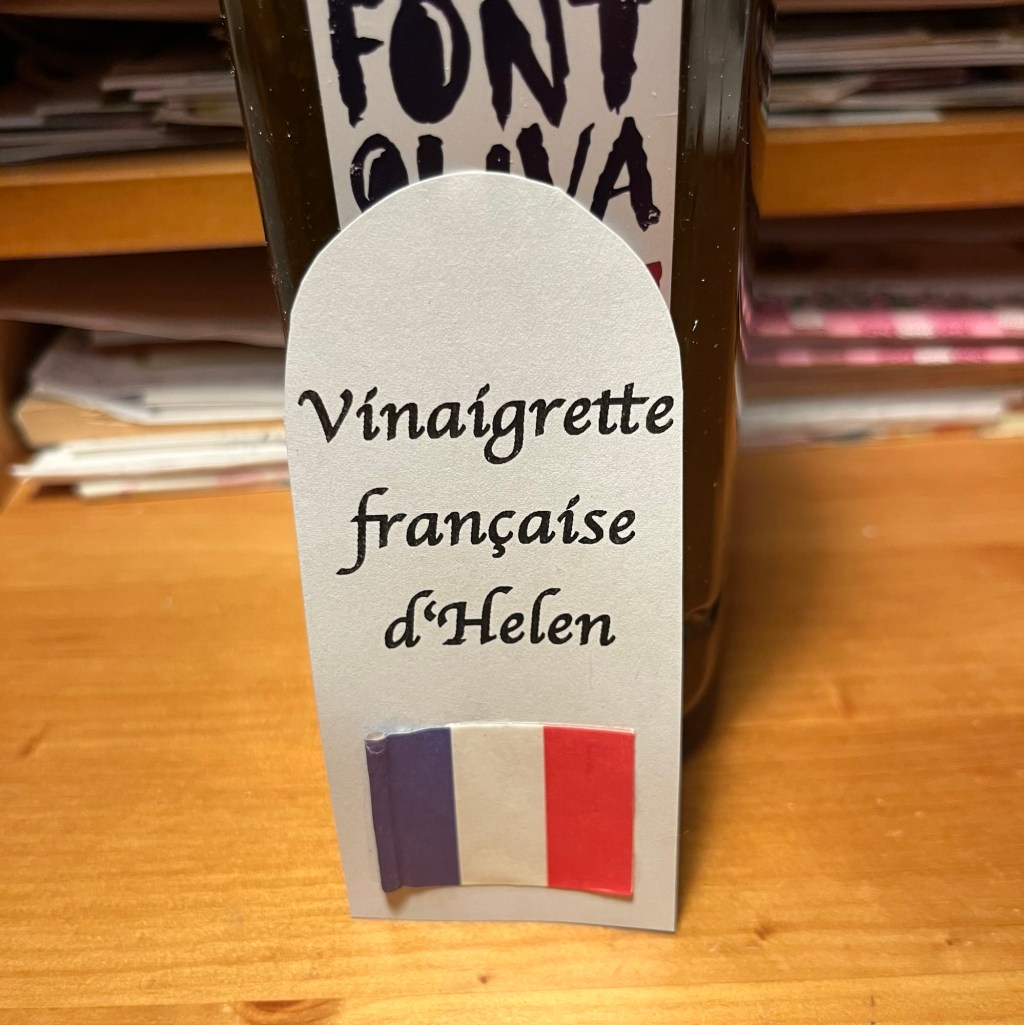 FONT
OLIVA
Vinaigrette
française
d‘Helen